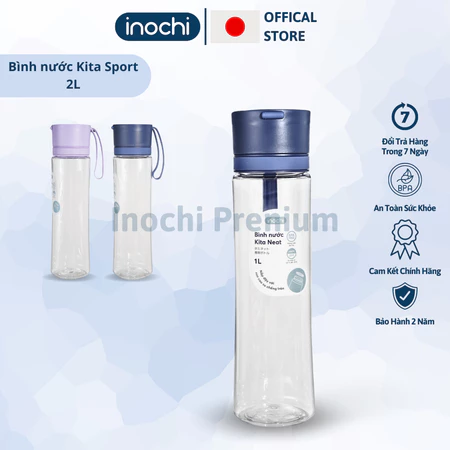 inochi
OFFICAL
STORE
Bình nước Kita Sport
2L
7
Đổi Trả Hàng
Trong 7 Ngày
BPA
An Toàn Sức Khỏe
Cam Kết Chính Hãng
Bảo Hành 2 Năm
Inochi Premium
inochi
Bình nước
Kita Neat
1L